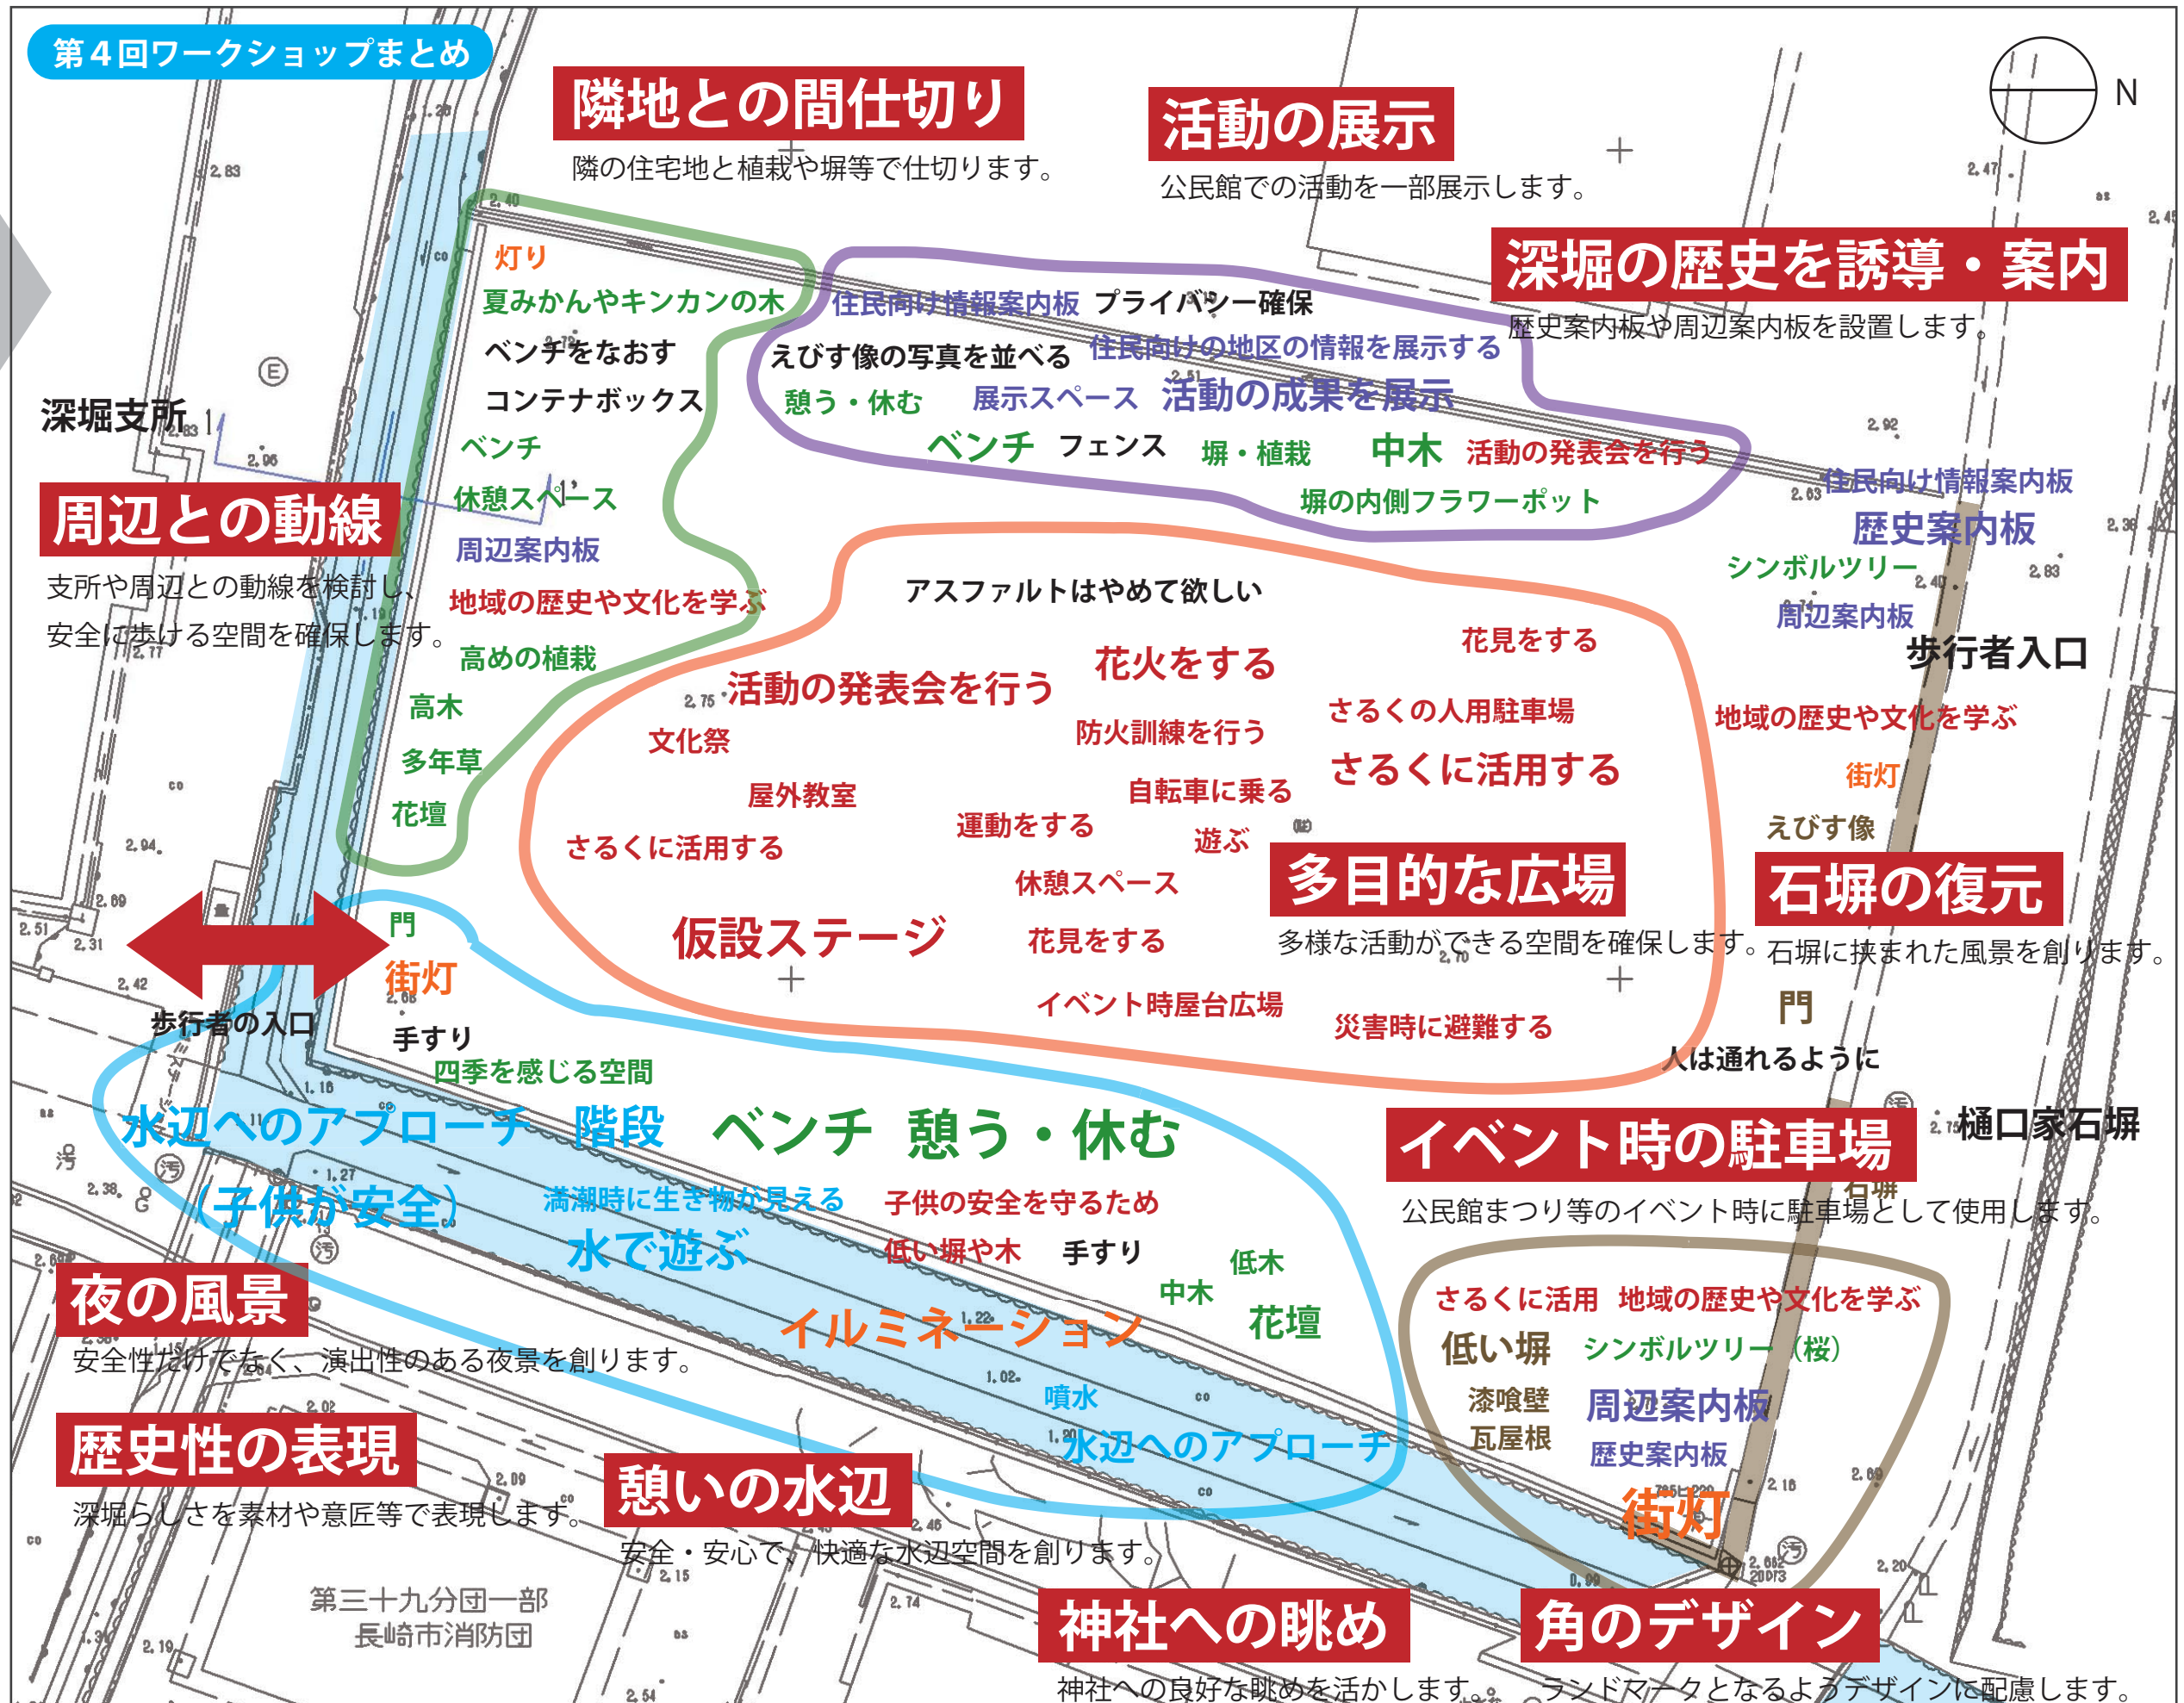 第4回ワークショップまとめ
N
隣地との間仕切り
隣の住宅地と植栽や塀等で仕切ります。
活動の展示
公民館での活動を一部展示します。
深堀の歴史を誘導・案内
歴史案内板や周辺案内板を設置します。
灯り
夏みかんやキンカンの木
ベンチをなおす
コンテナボックス
ベンチ
休憩スペース
周辺案内板
地域の歴史や文化を学ぶ
高めの植栽
高木
多年草
花壇
住民向け情報案内板 プライバシー確保
えびす像の写真を並べる 住民向けの地区の情報を展示する
憩う・休む 展示スペース 活動の成果を展示
ベンチ フェンス 塀・植栽 中木 活動の発表会を行う
塀の内側フラワーポット
深堀支所
周辺との動線
支所や周辺との動線を検討し、
安全に歩ける空間を確保します。
住民向け情報案内板
歴史案内板
シンボルツリー
周辺案内板
歩行者入口
地域の歴史や文化を学ぶ
街灯
えびす像
石塀の復元
石塀に挟まれた風景を創ります。
門
人は通れるように
樋口家石塀
石塀
アスファルトはやめて欲しい
花見をする
花火をする
活動の発表会を行う
さるくの人用駐車場
防火訓練を行う
文化祭
さるくに活用する
自転車に乗る
屋外教室
運動をする
遊ぶ
さるくに活用する
休憩スペース
多目的な広場
多様な活動ができる空間を確保します。
仮設ステージ
花見をする
イベント時屋台広場
災害時に避難する
門
街灯
歩行者の入口
手すり
四季を感じる空間
水辺へのアプローチ 階段
(子供が安全)
ベンチ 憩う・休む
満潮時に生き物が見える
水で遊ぶ
子供の安全を守るため
低い塀や木 手すり
低木
中木
花壇
イルミネーション
噴水
水辺へのアプローチ
イベント時の駐車場
公民館まつり等のイベント時に駐車場として使用します。
さるくに活用 地域の歴史や文化を学ぶ
低い塀 シンボルツリー(桜)
漆喰壁 周辺案内板
瓦屋根 歴史案内板
街灯
夜の風景
安全性だけでなく、演出性のある夜景を創ります。
歴史性の表現
深堀らしさを素材や意匠等で表現します。
憩いの水辺
安全・安心で、快適な水辺空間を創ります。
第三十九分団一部
長崎市消防団
神社への眺め
神社への良好な眺めを活かします。
角のデザイン
ランドマークとなるようデザインに配慮します。